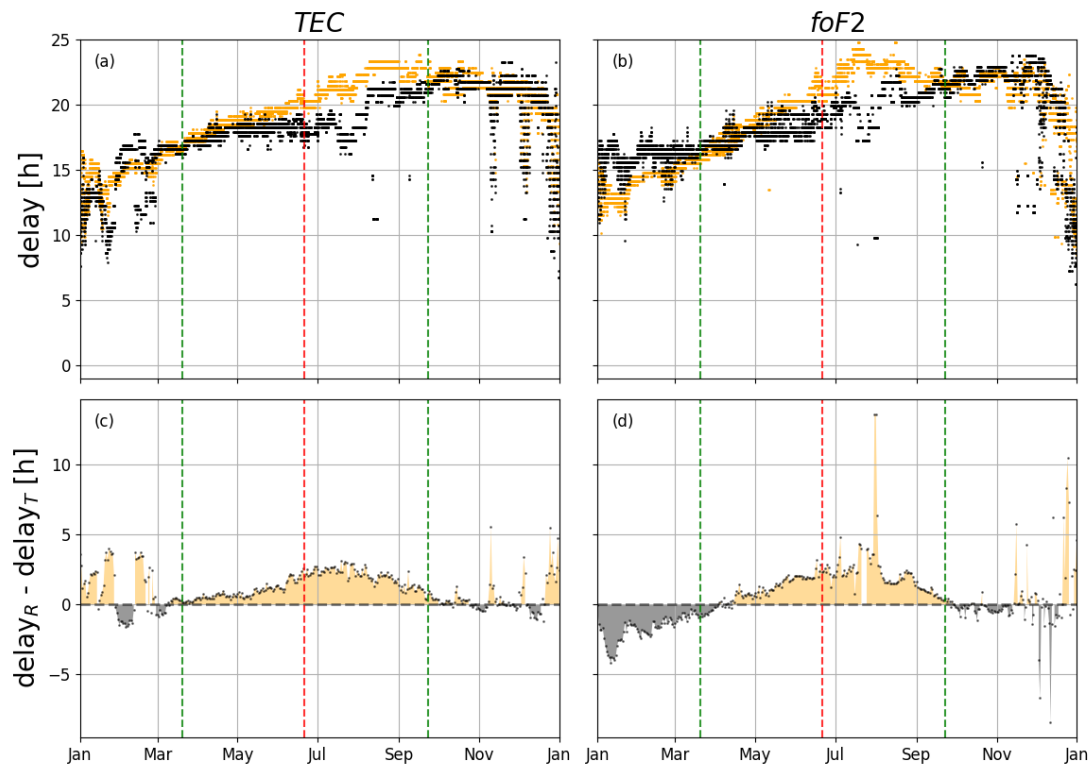 TEC
foF2
(a)
(b)
25
20
15
10
5
0
delay [h]
(c)
(d)
10
5
0
−5
delay_R - delay_T [h]
Jan Mar May Jul Sep Nov Jan
Jan Mar May Jul Sep Nov Jan